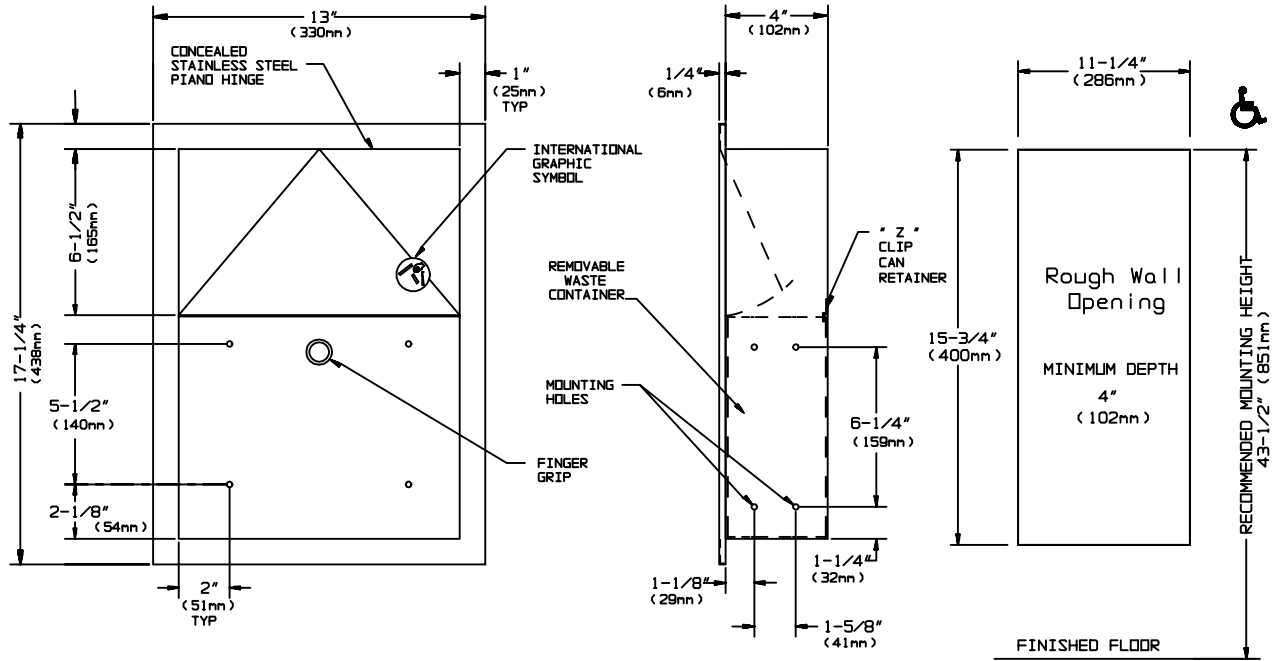 13"
(330mm)
CONCEALED
STAINLESS STEEL
PIANO HINGE
1"
(25mm)
TYP
INTERNATIONAL
GRAPHIC
SYMBOL
6-1/2"
(165mm)
17-1/4"
(438mm)
5-1/2"
(140mm)
2-1/8"
(54mm)
2"
(51mm)
TYP
FINGER
GRIP
4"
(102mm)
1/4"
(6mm)
" Z "
CLIP
CAN
RETAINER
REMOVABLE
WASTE
CONTAINER
MOUNTING
HOLES
6-1/4"
(159mm)
1-1/4"
(32mm)
1-1/8"
(29mm)
1-5/8"
(41mm)
11-1/4"
(286mm)
15-3/4"
(400mm)
Rough Wall
Opening
MINIMUM DEPTH
4"
(102mm)
RECOMMENDED MOUNTING HEIGHT
43-1/2" (851mm)
FINISHED FLOOR